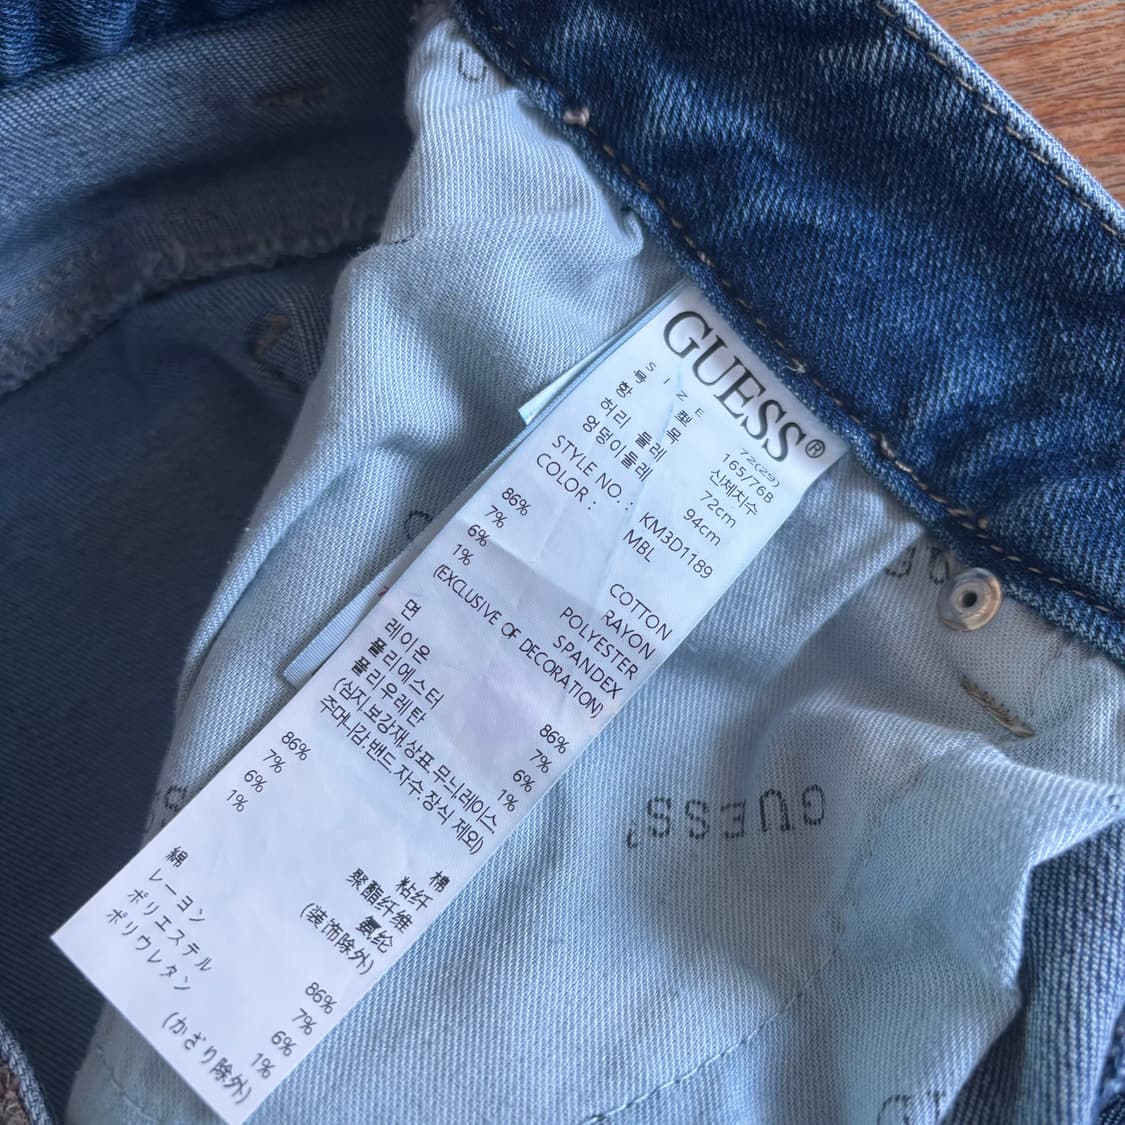 GUESS®
SIZE 72(29)
호 型 165/76B
항 목 신체치수
허리 둘레 72cm
엉덩이둘레 94cm
STYLE NO. : KM3D1189
COLOR : MBL
86% COTTON
7% RAYON
6% POLYESTER
1% SPANDEX
(EXCLUSIVE OF DECORATION)
면 86%
레이온 7%
폴리에스터 6%
폴리우레탄 1%
(심지.보강재.상표.무늬.레이스.
주머니감.밴드.자수.장식 제외)
86% 棉
7% 粘纤
6% 聚酯纤维
1% 氨纶
(装饰除外)
綿 86%
レーヨン 7%
ポリエステル 6%
ポリウレタン 1%
(かざり除外)
GUESS?